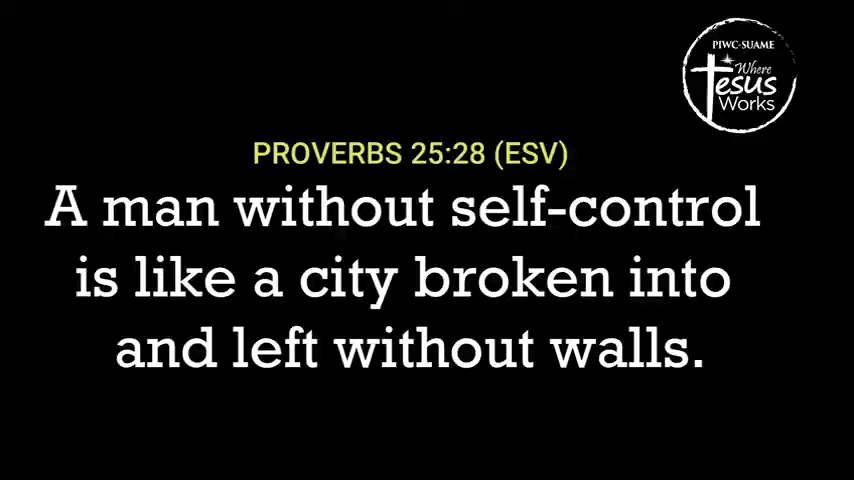 PIWC-SUAME
Where
Jesus
Works
PROVERBS 25:28 (ESV)
A man without self-control
is like a city broken into
and left without walls.